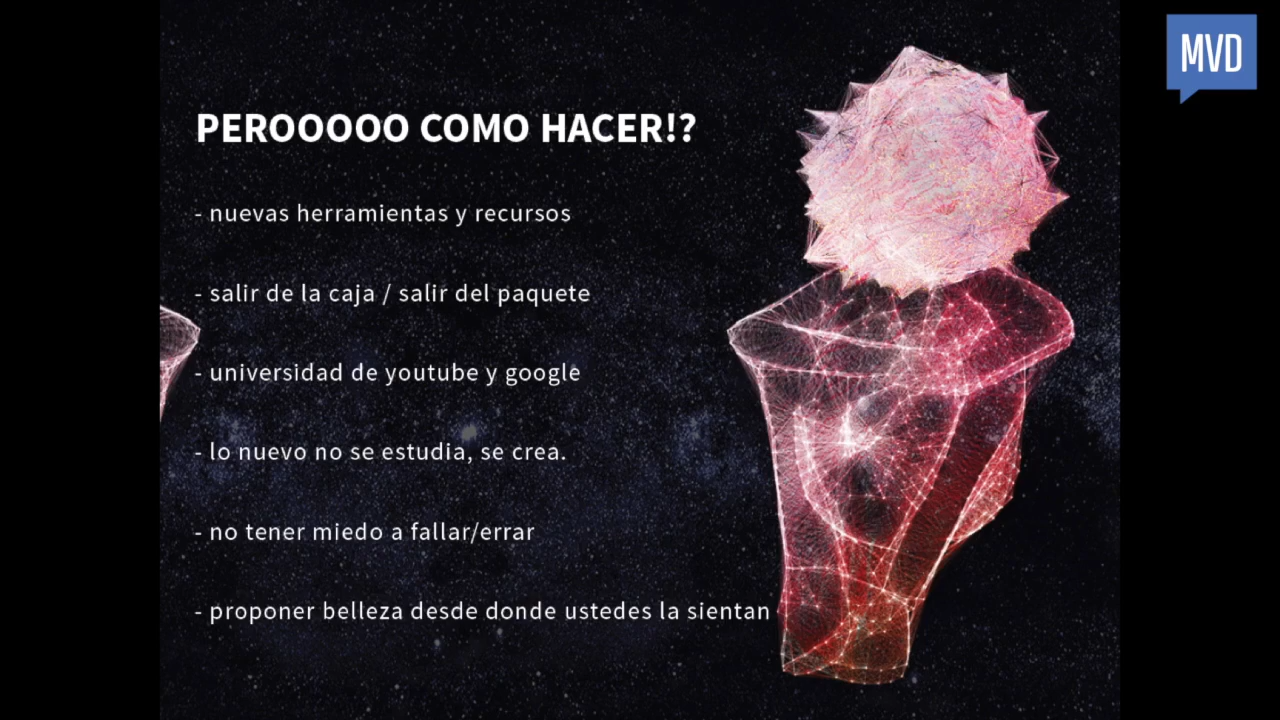 MVD
PEROOOOO COMO HACER!?
- nuevas herramientas y recursos
- salir de la caja / salir del paquete
- universidad de youtube y google
- lo nuevo no se estudia, se crea.
- no tener miedo a fallar/errar
- proponer belleza desde donde ustedes la sientan